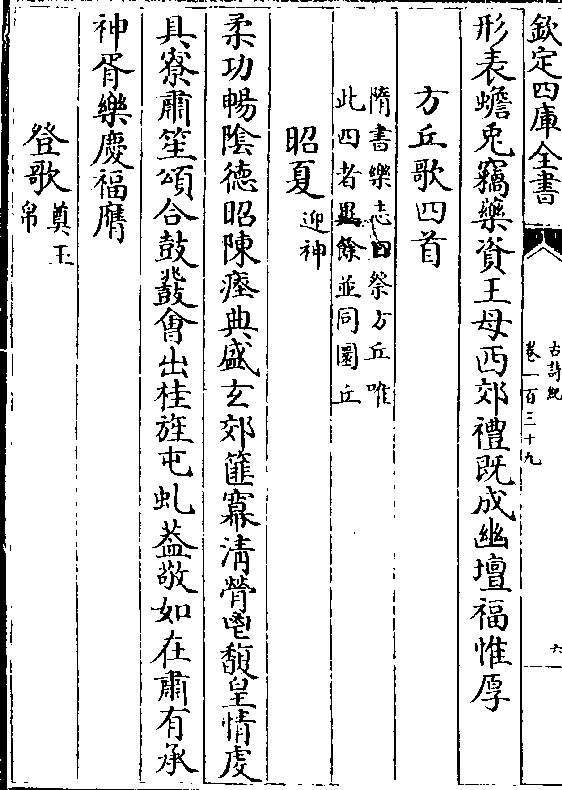 欽定四庫全書
古詩紀
卷一百三十九
六
形表蟾兎竊藥資王母西郊禮既成幽壇福惟厚
方丘歌四首
隋書樂志曰祭方丘唯
此四者異餘並同圜丘
昭夏 迎神
柔功暢陰德昭陳瘞典盛玄郊篚羃清膋鬯馥皇情虔
具寮肅笙頌合鼓鼗會出桂旌屯虬葢敬如在肅有承
神胥樂慶福膺
登歌 奠玉
帛